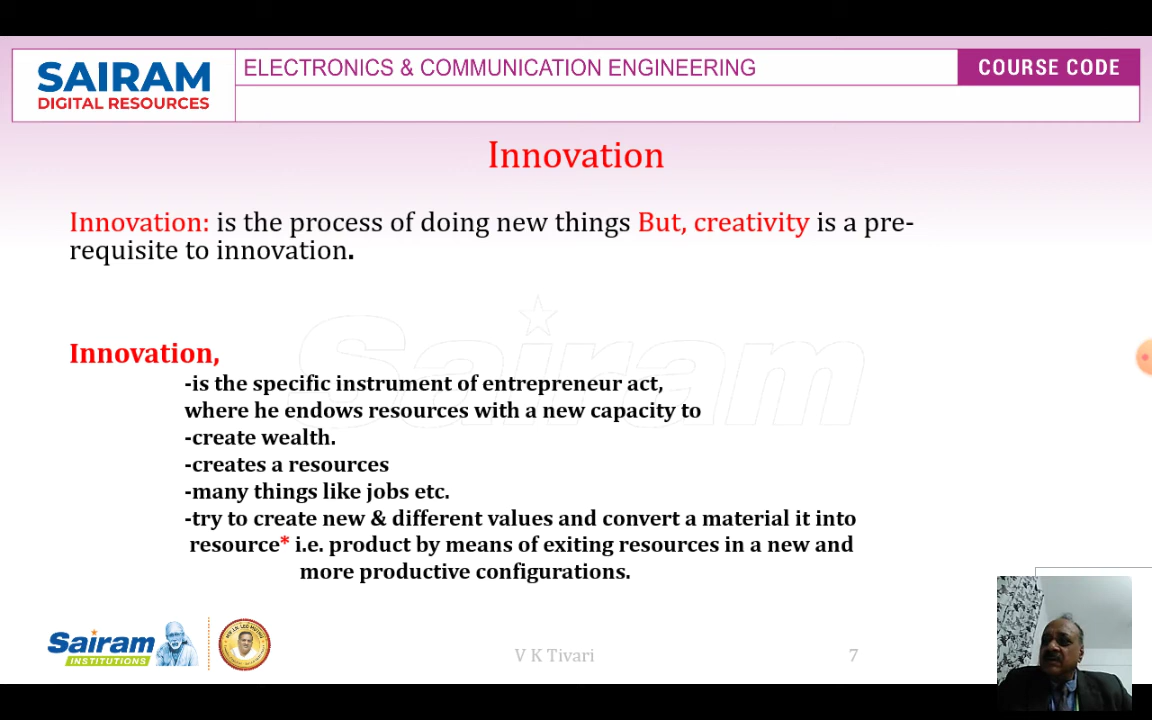 SAIRAM
DIGITAL RESOURCES
ELECTRONICS & COMMUNICATION ENGINEERING
COURSE CODE
Innovation
Innovation: is the process of doing new things But, creativity is a pre-
requisite to innovation.
Sairam
Innovation,
-is the specific instrument of entrepreneur act,
where he endows resources with a new capacity to
-create wealth.
-creates a resources
-many things like jobs etc.
-try to create new & different values and convert a material it into
resource* i.e. product by means of exiting resources in a new and
more productive configurations.
Sairam
INSTITUTIONS
V K Tivari
7